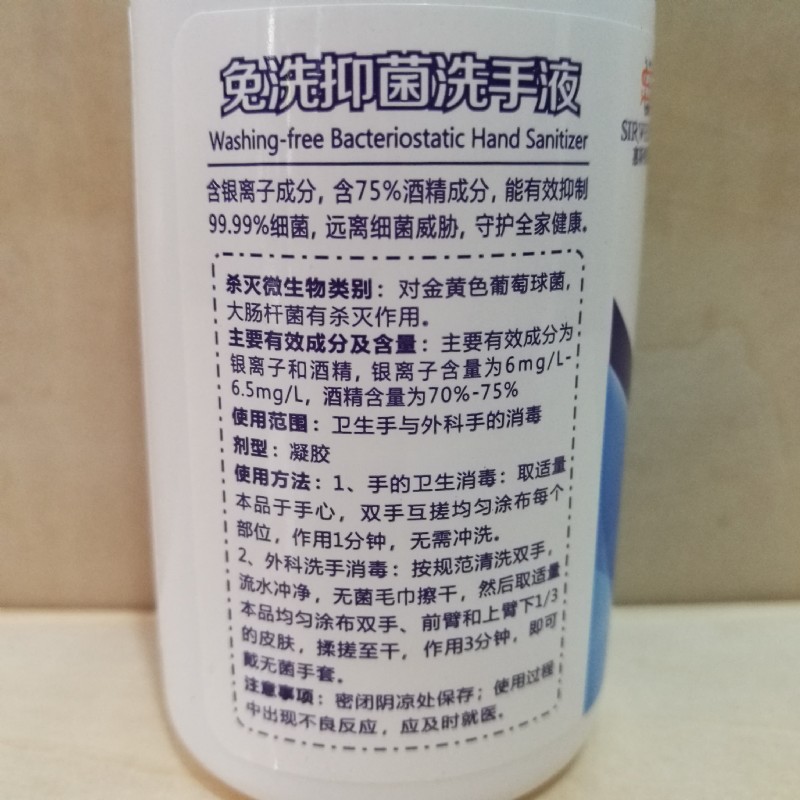 免洗抑菌洗手液
Washing-free Bacteriostatic Hand Sanitizer
含银离子成分，含75%酒精成分，能有效抑制
99.99%细菌，远离细菌威胁，守护全家健康。
杀灭微生物类别：对金黄色葡萄球菌，
大肠杆菌有杀灭作用。
主要有效成分及含量：主要有效成分为
银离子和酒精，银离子含量为6mg/L-
6.5mg/L，酒精含量为70%-75%
使用范围：卫生手与外科手的消毒
剂型：凝胶
使用方法：1、手的卫生消毒：取适量
本品于手心，双手互搓均匀涂布每个
部位，作用1分钟，无需冲洗。
2、外科洗手消毒：按规范清洗双手，
流水冲净，无菌毛巾擦干，然后取适量
本品均匀涂布双手、前臂和上臂下1/3
的皮肤，揉搓至干，作用3分钟，即可
戴无菌手套。
注意事项：密闭阴凉处保存；使用过程
中出现不良反应，应及时就医。